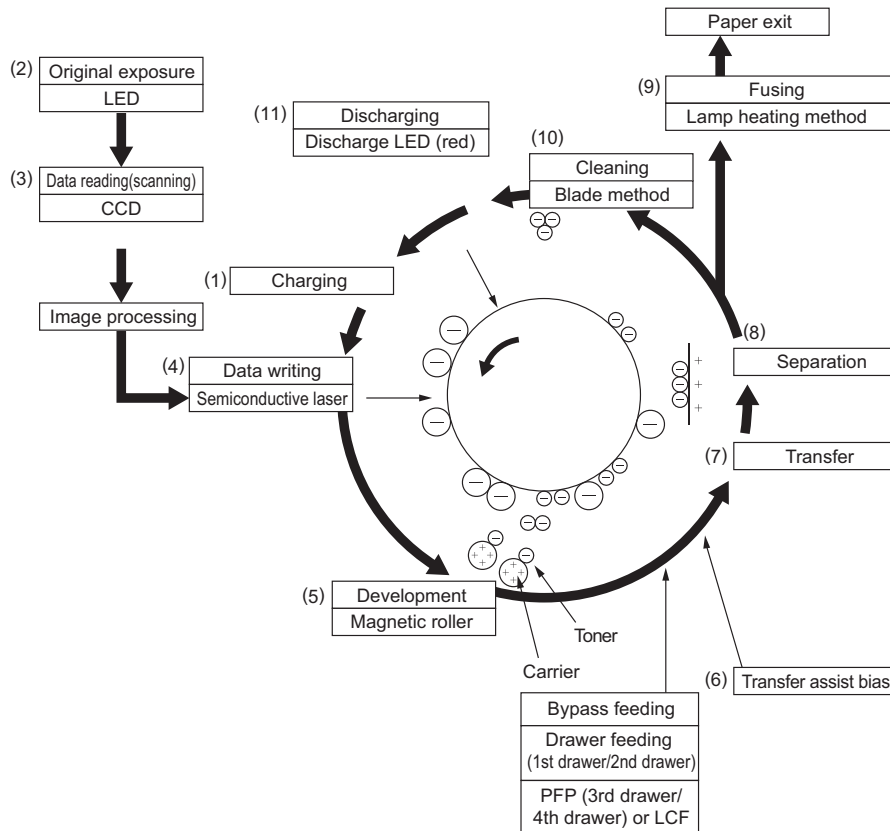 Paper exit
(2)
Original exposure
LED
(9)
Fusing
Lamp heating method
(11)
Discharging
Discharge LED (red)
(10)
Cleaning
Blade method
(3)
Data reading(scanning)
CCD
(1)
Charging
Image processing
(4)
Data writing
Semiconductive laser
(8)
Separation
(7)
Transfer
(5)
Development
Magnetic roller
Toner
Carrier
(6)
Transfer assist bias
Bypass feeding
Drawer feeding
(1st drawer/2nd drawer)
PFP (3rd drawer/
4th drawer) or LCF